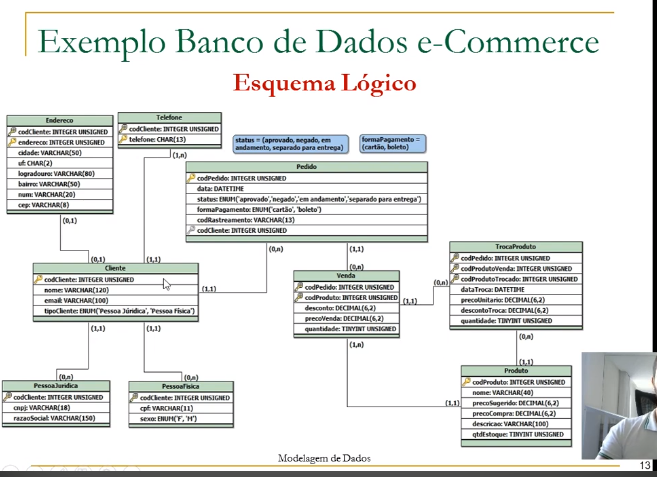 Exemplo Banco de Dados e-Commerce
Esquema Lógico
Endereco
codCliente: INTEGER UNSIGNED
endereco: INTEGER UNSIGNED
cidade: VARCHAR(50)
uf: CHAR(2)
logradouro: VARCHAR(80)
bairro: VARCHAR(50)
num: VARCHAR(20)
cep: VARCHAR(8)
Telefone
codCliente: INTEGER UNSIGNED
telefone: CHAR(13)
status = {aprovado, negado, em
andamento, separado para entrega}
formaPagamento =
{cartão, boleto}
(1,n)
Pedido
codPedido: INTEGER UNSIGNED
data: DATETIME
status: ENUM('aprovado','negado','em andamento','separado para entrega')
formaPagamento: ENUM('cartão', 'boleto')
codRastreamento: VARCHAR(13)
codCliente: INTEGER UNSIGNED
(0,1)
(0,1)
(1,1)
(0,n)
(1,1)
Cliente
codCliente: INTEGER UNSIGNED
nome: VARCHAR(120)
email: VARCHAR(100)
tipoCliente: ENUM('Pessoa Júridica', 'Pessoa Física')
(1,1)
(0,n)
Venda
codPedido: INTEGER UNSIGNED
codProduto: INTEGER UNSIGNED
desconto: DECIMAL(6,2)
precoVenda: DECIMAL(6,2)
quantidade: TINYINT UNSIGNED
(1,1)
(0,n)
TrocaProduto
codPedido: INTEGER UNSIGNED
codProdutoVenda: INTEGER UNSIGNED
codProdutoTrocado: INTEGER UNSIGNED
dataTroca: DATETIME
precoUnitario: DECIMAL(6,2)
descontoTroca: DECIMAL(6,2)
quantidade: TINYINT UNSIGNED
(1,1)
(1,1)
(1,n)
(0,n)
(1,1)
(0,n)
(0,n)
PessoaJuridica
codCliente: INTEGER UNSIGNED
cnpj: VARCHAR(18)
razaoSocial: VARCHAR(150)
PessoaFisica
codCliente: INTEGER UNSIGNED
cpf: VARCHAR(11)
sexo: ENUM('F', 'M')
(1,1)
Produto
codProduto: INTEGER UNSIGNED
nome: VARCHAR(40)
precoSugerido: DECIMAL(6,2)
precoCompra: DECIMAL(6,2)
descricao: VARCHAR(100)
qtdEstoque: TINYINT UNSIGNED
Modelagem de Dados
13